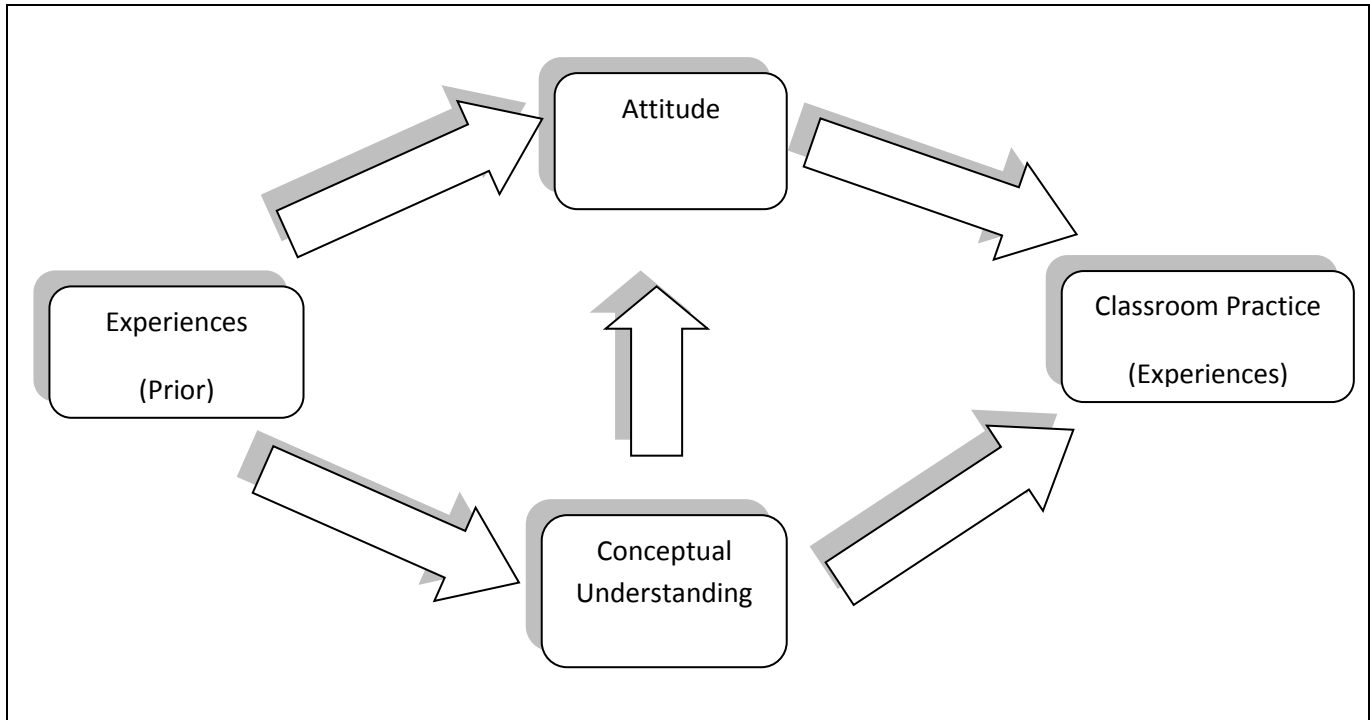 Attitude
Experiences
(Prior)
Classroom Practice
(Experiences)
Conceptual
Understanding